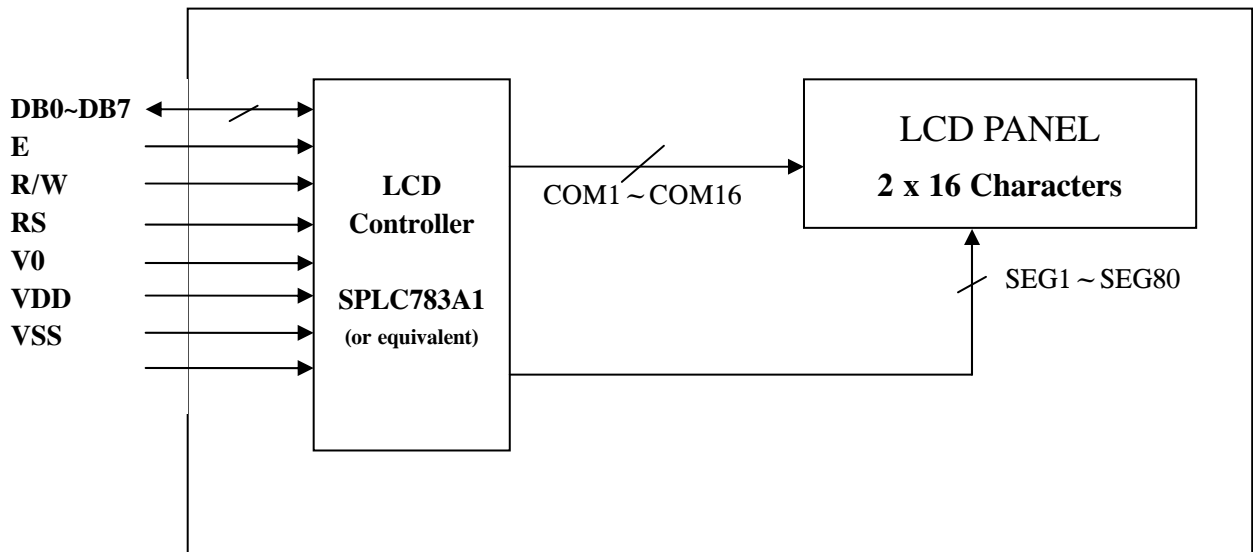 DB0~DB7
E
R/W
RS
V0
VDD
VSS
LCD
Controller
SPLC783A1
(or equivalent)
COM1~COM16
LCD PANEL
2 x 16 Characters
SEG1~SEG80